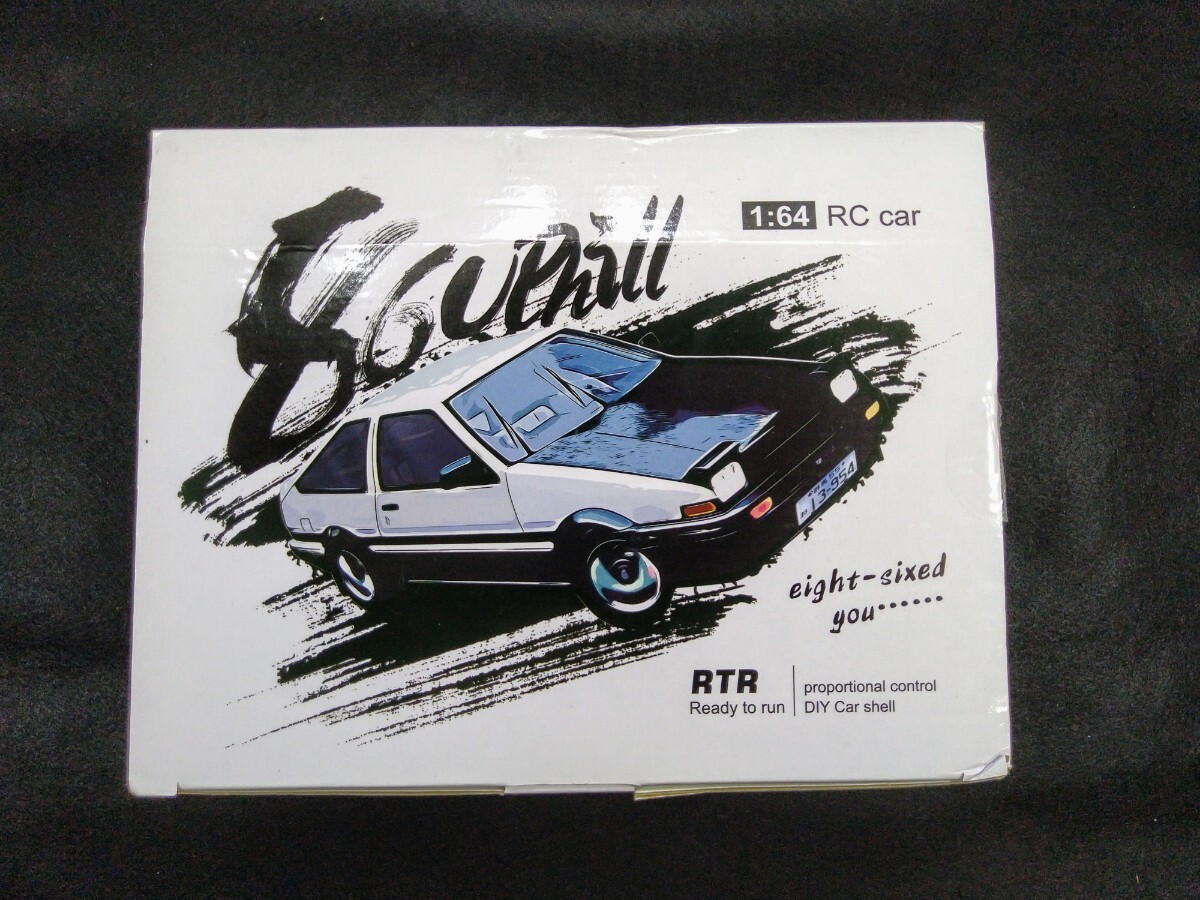 86 uphill
1:64 RC car
13-954
eight-sixed
you······
RTR
Ready to run
proportional control
DIY Car shell